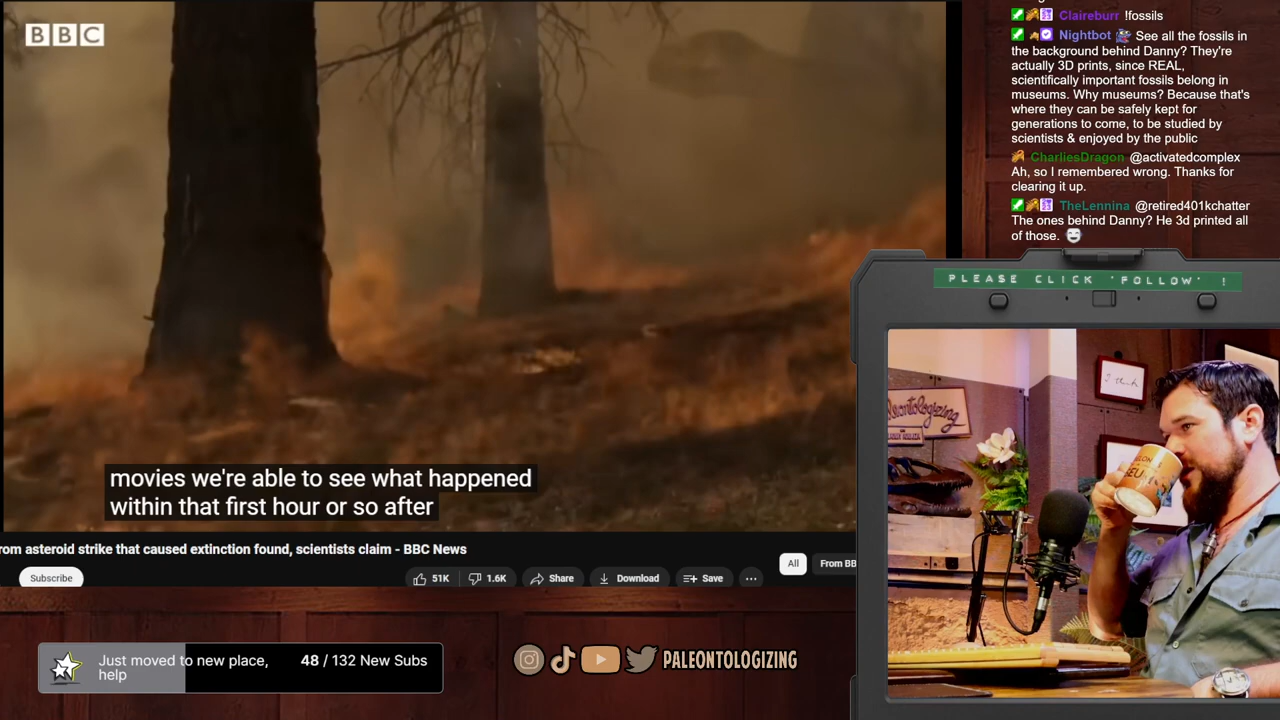 BBC
movies we're able to see what happened
within that first hour or so after
rom asteroid strike that caused extinction found, scientists claim - BBC News
Subscribe
51K
1.6K
Share
Download
Save
All
From BB
Just moved to new place,
help
48 / 132 New Subs
PALEONTOLOGIZING
Claireburr !fossils
Nightbot See all the fossils in
the background behind Danny? They're
actually 3D prints, since REAL,
scientifically important fossils belong in
museums. Why museums? Because that's
where they can be safely kept for
generations to come, to be studied by
scientists & enjoyed by the public
CharliesDragon @activatedcomplex
Ah, so I remembered wrong. Thanks for
clearing it up.
TheLennina @retired401kchatter
The ones behind Danny? He 3d printed all
of those.
PLEASE CLICK 'FOLLOW' !
leontologizing